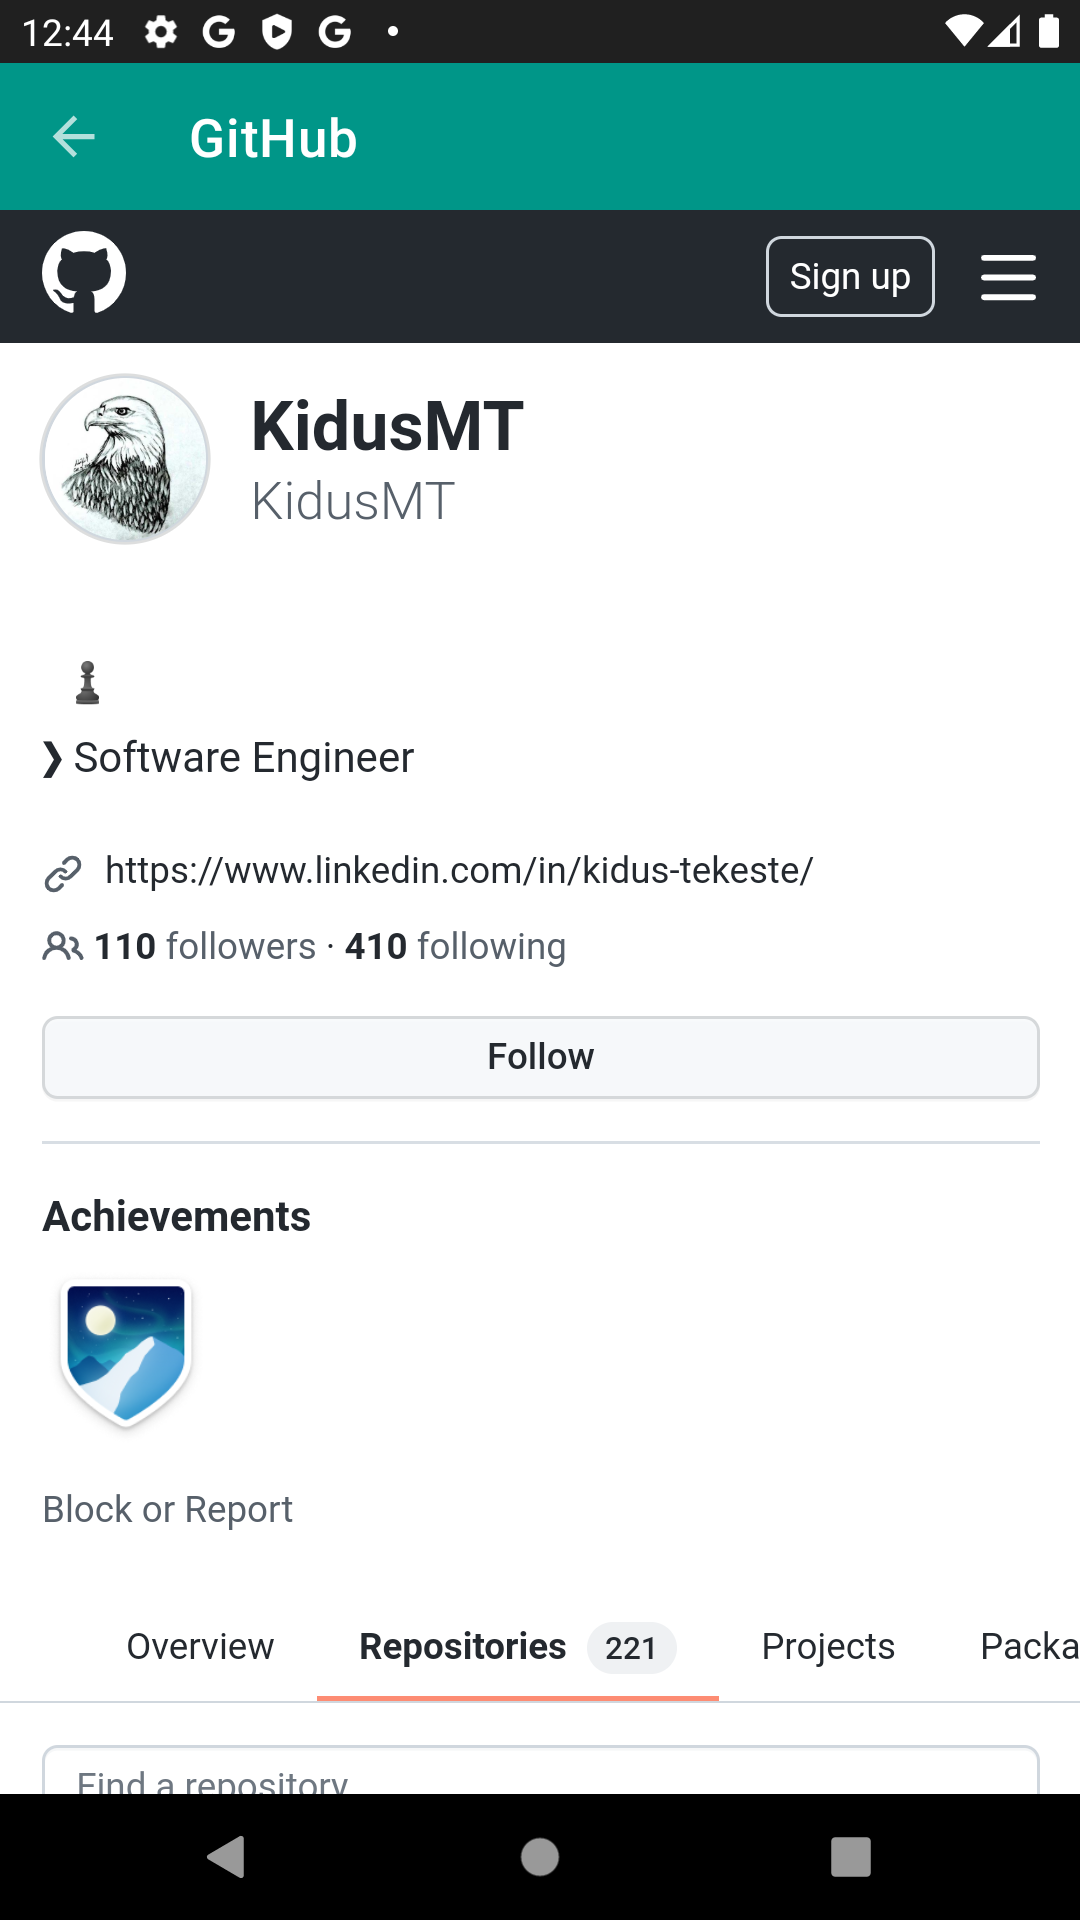 12:44
GitHub
Sign up
KidusMT
KidusMT
❯ Software Engineer
https://www.linkedin.com/in/kidus-tekeste/
110 followers · 410 following
Follow
Achievements
Block or Report
Overview Repositories 221 Projects Packa
Find a repository